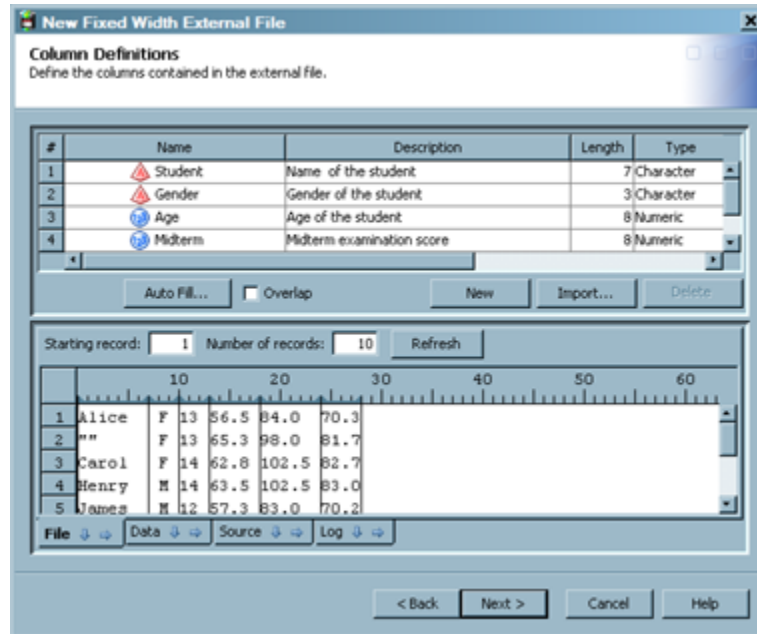 New Fixed Width External File
Column Definitions
Define the columns contained in the external file.
# Name Description Length Type
1 Student Name of the student 7 Character
2 Gender Gender of the student 3 Character
3 Age Age of the student 8 Numeric
4 Midterm Midterm examination score 8 Numeric
Auto Fill... Overlap New Import... Delete
Starting record: 1 Number of records: 10 Refresh
10 20 30 40 50 60
1 Alice F 13 56.5 84.0 70.3
2 "" F 13 65.3 98.0 81.7
3 Carol F 14 62.8 102.5 82.7
4 Henry M 14 63.5 102.5 83.0
5 James M 12 57.3 83.0 70.2
File Data Source Log
< Back Next > Cancel Help